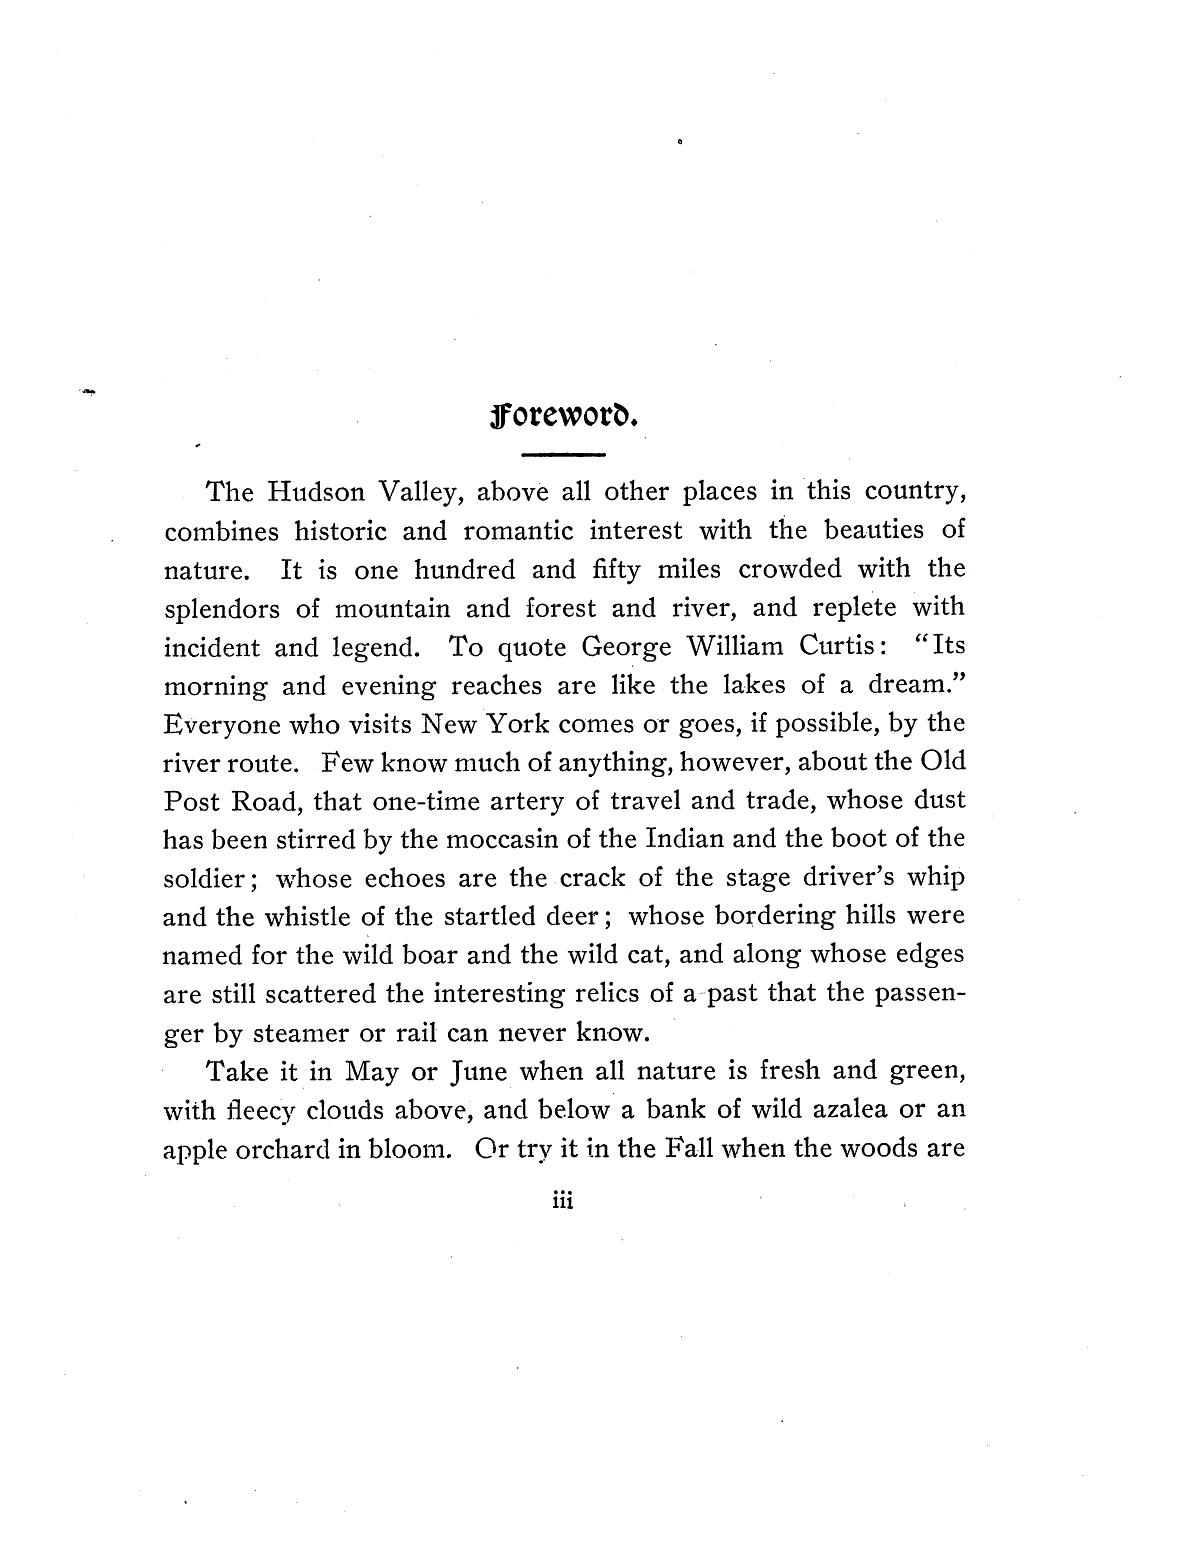 Foreword.
The Hudson Valley, above all other places in this country,
combines historic and romantic interest with the beauties of
nature. It is one hundred and fifty miles crowded with the
splendors of mountain and forest and river, and replete with
incident and legend. To quote George William Curtis: "Its
morning and evening reaches are like the lakes of a dream."
Everyone who visits New York comes or goes, if possible, by the
river route. Few know much of anything, however, about the Old
Post Road, that one-time artery of travel and trade, whose dust
has been stirred by the moccasin of the Indian and the boot of the
soldier; whose echoes are the crack of the stage driver's whip
and the whistle of the startled deer; whose bordering hills were
named for the wild boar and the wild cat, and along whose edges
are still scattered the interesting relics of a past that the passen-
ger by steamer or rail can never know.
Take it in May or June when all nature is fresh and green,
with fleecy clouds above, and below a bank of wild azalea or an
apple orchard in bloom. Or try it in the Fall when the woods are
iii